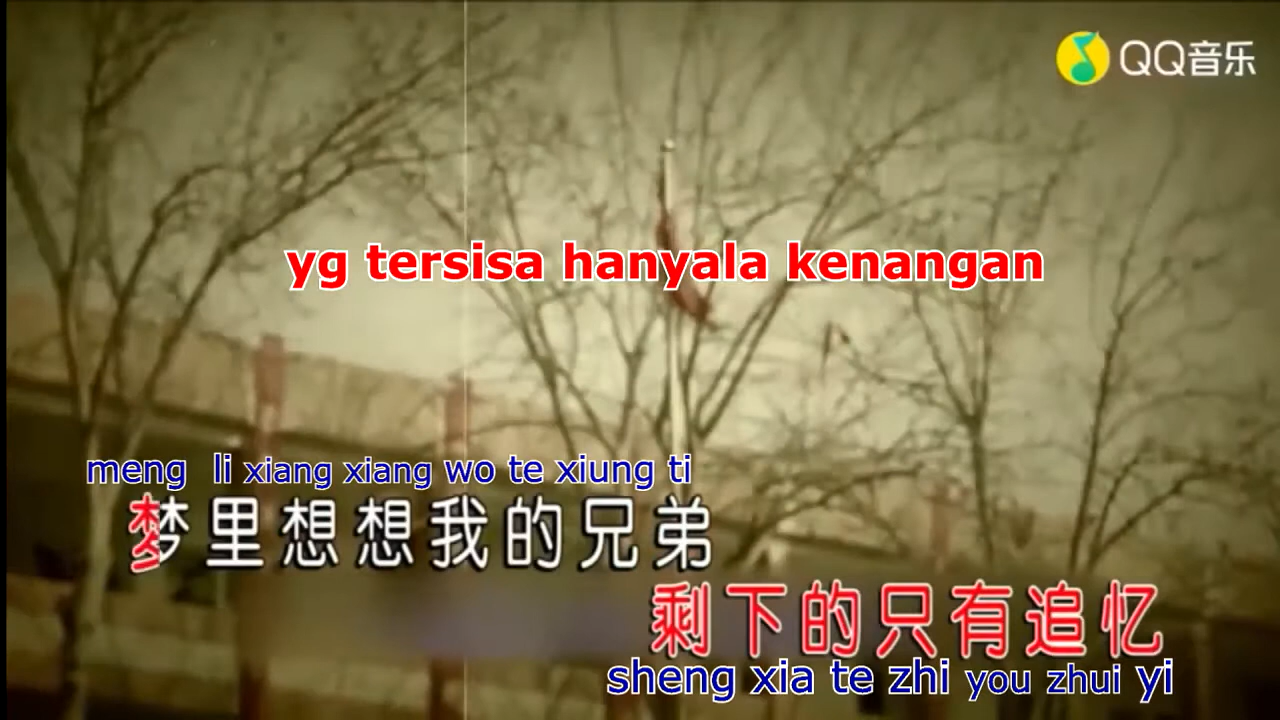 QQ音乐
yg tersisa hanyala kenangan
meng li xiang xiang wo te xiung ti
梦里想想我的兄弟
剩下的只有追忆
sheng xia te zhi you zhui yi